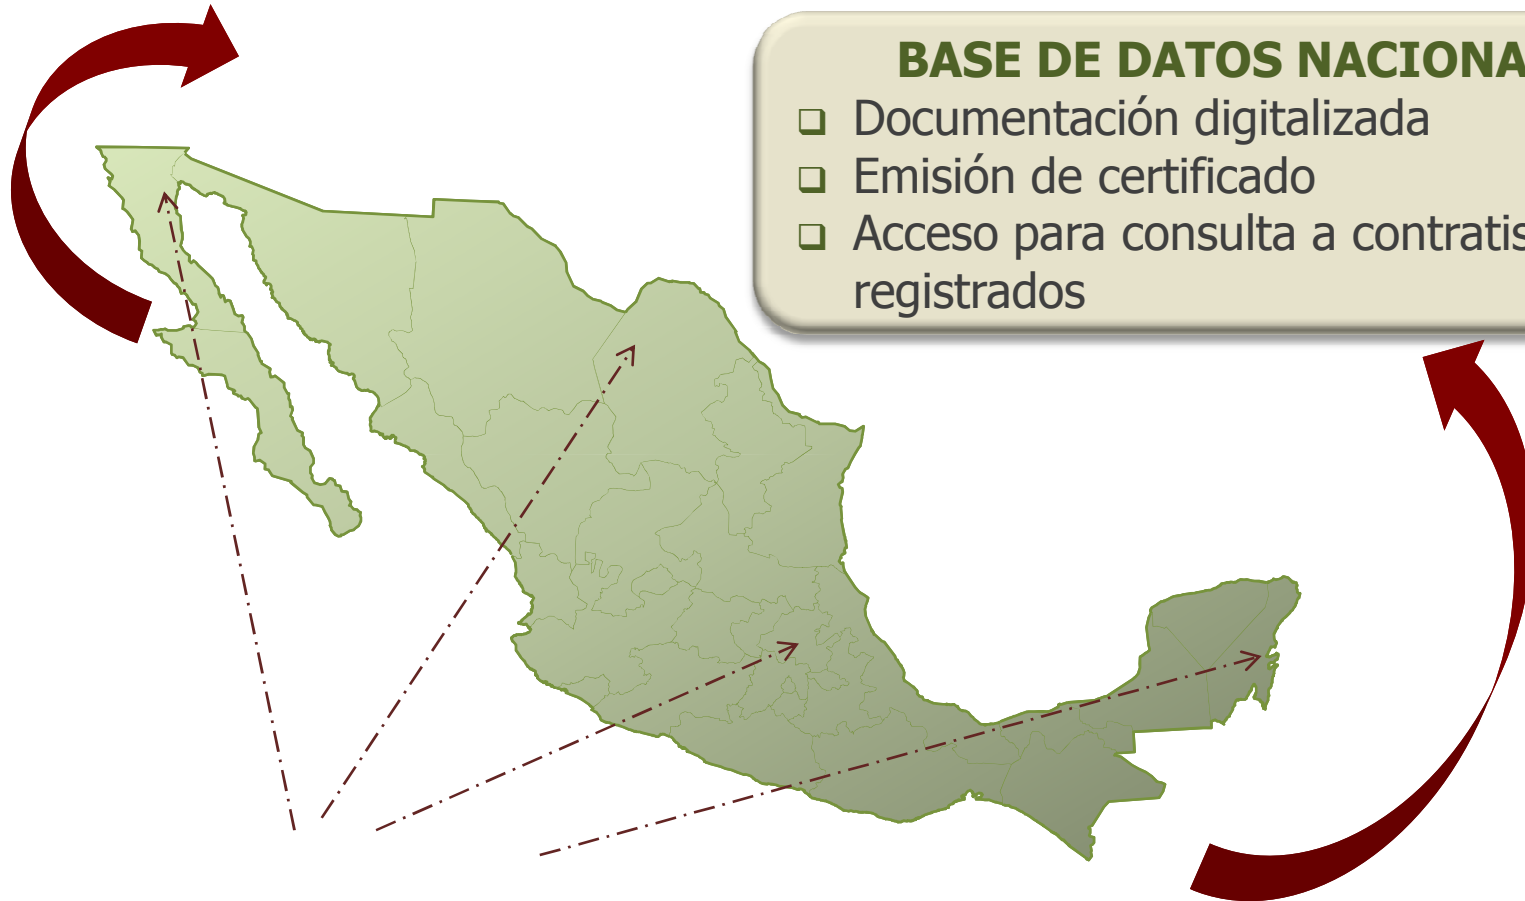 BASE DE DATOS NACIONA
Documentación digitalizada
Emisión de certificado
Acceso para consulta a contratis
registrados